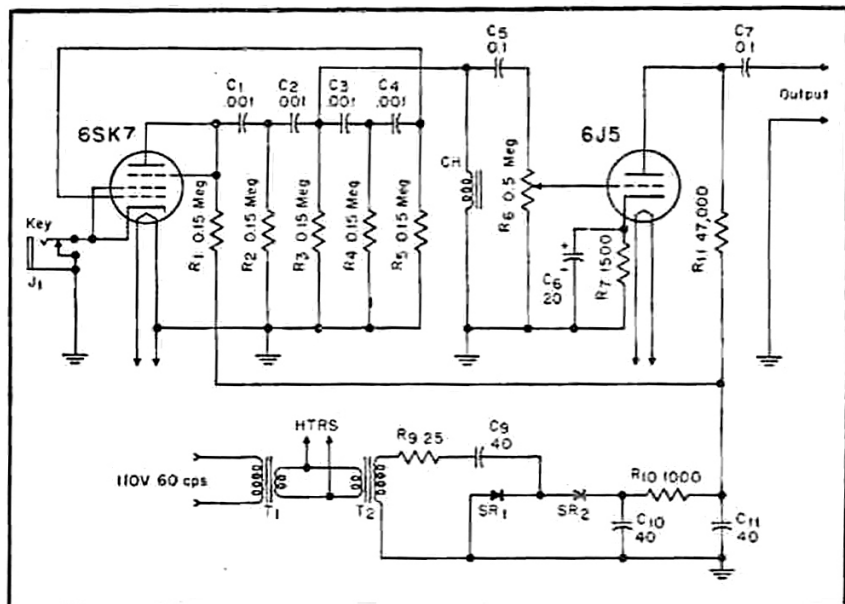 C5
0.1
C7
0.1
C1
.001
C2
.001
C3
.001
C4
.001
Output
6SK7
6J5
CH
R6 0.5 Meg
Key
J1
R1 0.15 Meg
R2 0.15 Meg
R3 0.15 Meg
R4 0.15 Meg
R5 0.15 Meg
C6
20
+
-
R7 1500
R11 47,000
HTRS
R9 25
C9
40
110V 60 cps
T1
T2
SR1
SR2
R10 1000
C10
40
C11
40